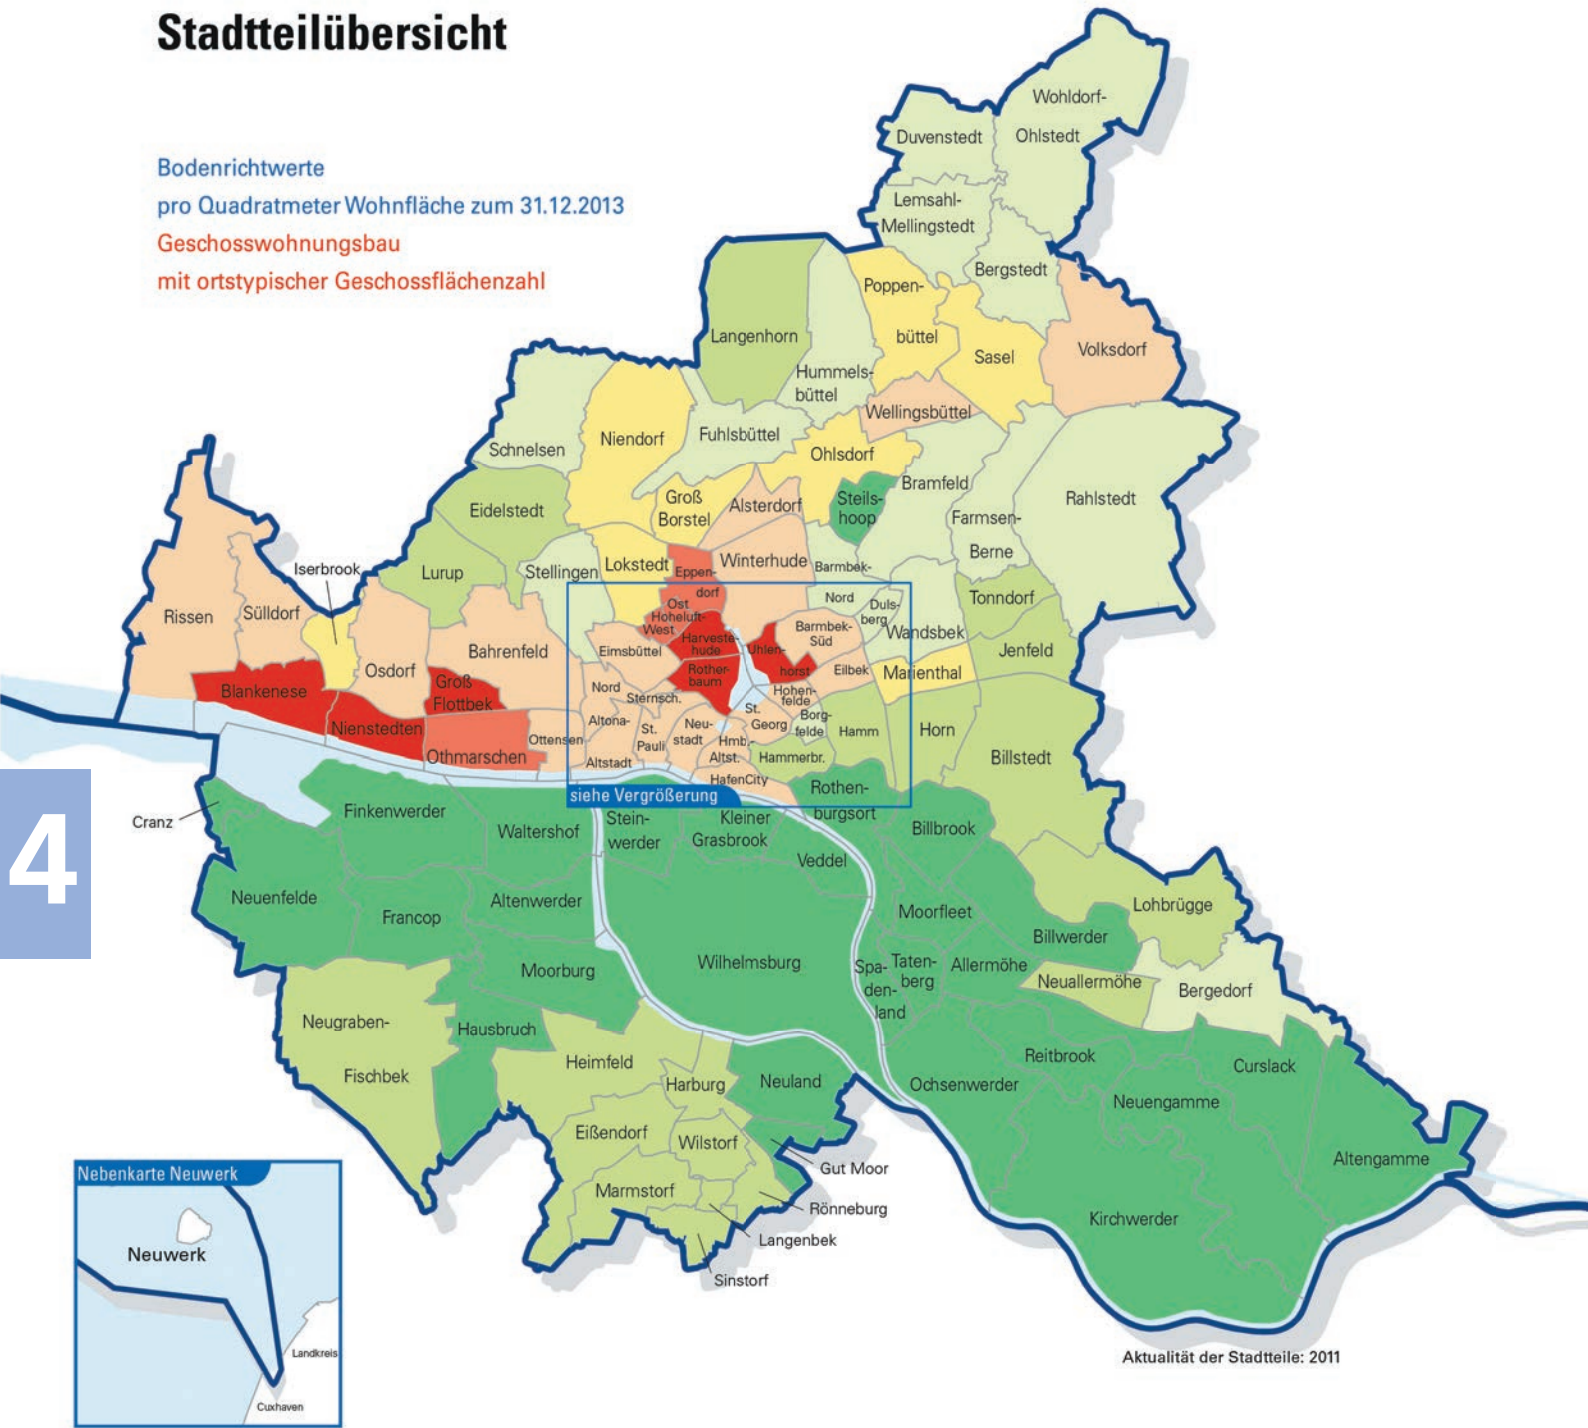 Stadtteilübersicht
Bodenrichtwerte
pro Quadratmeter Wohnfläche zum 31.12.2013
Geschosswohnungsbau
mit ortstypischer Geschossflächenzahl
Wohldorf-
Ohlstedt
Duvenstedt
Lemsahl-
Mellingstedt
Bergstedt
Poppen-
büttel
Sasel
Volksdorf
Langenhorn
Hummels-
büttel
Wellingsbüttel
Schnelsen
Niendorf
Fuhlsbüttel
Ohlsdorf
Bramfeld
Rahlstedt
Eidelstedt
Groß
Borstel
Alsterdorf
Steils-
hoop
Farmsen-
Berne
Iserbrook
Lurup
Stellingen
Lokstedt
Eppen-
dorf
Winterhude
Barmbek-
Nord
Duls-
berg
Tonndorf
Rissen
Sülldorf
Ost
Hoheluft-
West
Harveste-
hude
Uhlen-
horst
Barmbek-
Süd
Wandsbek
Jenfeld
Osdorf
Bahrenfeld
Eimsbüttel
Rother-
baum
Eilbek
Marienthal
Blankenese
Groß
Flottbek
Nord
Sternsch.
Hohen-
felde
Nienstedten
Othmarschen
Ottensen
Altona-
Altstadt
St.
Pauli
Neu-
stadt
Hmb.-
Altst.
St.
Georg
Borg-
felde
Hamm
Horn
Billstedt
Hammerbr.
HafenCity
siehe Vergrößerung
Cranz
Finkenwerder
Waltershof
Stein-
werder
Kleiner
Grasbrook
Rothen-
burgsort
Billbrook
Veddel
4
Neuenfelde
Francop
Altenwerder
Moorburg
Wilhelmsburg
Moorfleet
Billwerder
Lohbrügge
Spa-
den-
land
Taten-
berg
Allermöhe
Neuallermöhe
Bergedorf
Neugraben-
Fischbek
Hausbruch
Heimfeld
Harburg
Neuland
Ochsenwerder
Reitbrook
Curslack
Neuengamme
Altengamme
Kirchwerder
Eißendorf
Wilstorf
Marmstorf
Gut Moor
Rönneburg
Langenbek
Sinstorf
Nebenkarte Neuwerk
Neuwerk
Landkreis
Cuxhaven
Aktualität der Stadtteile: 2011